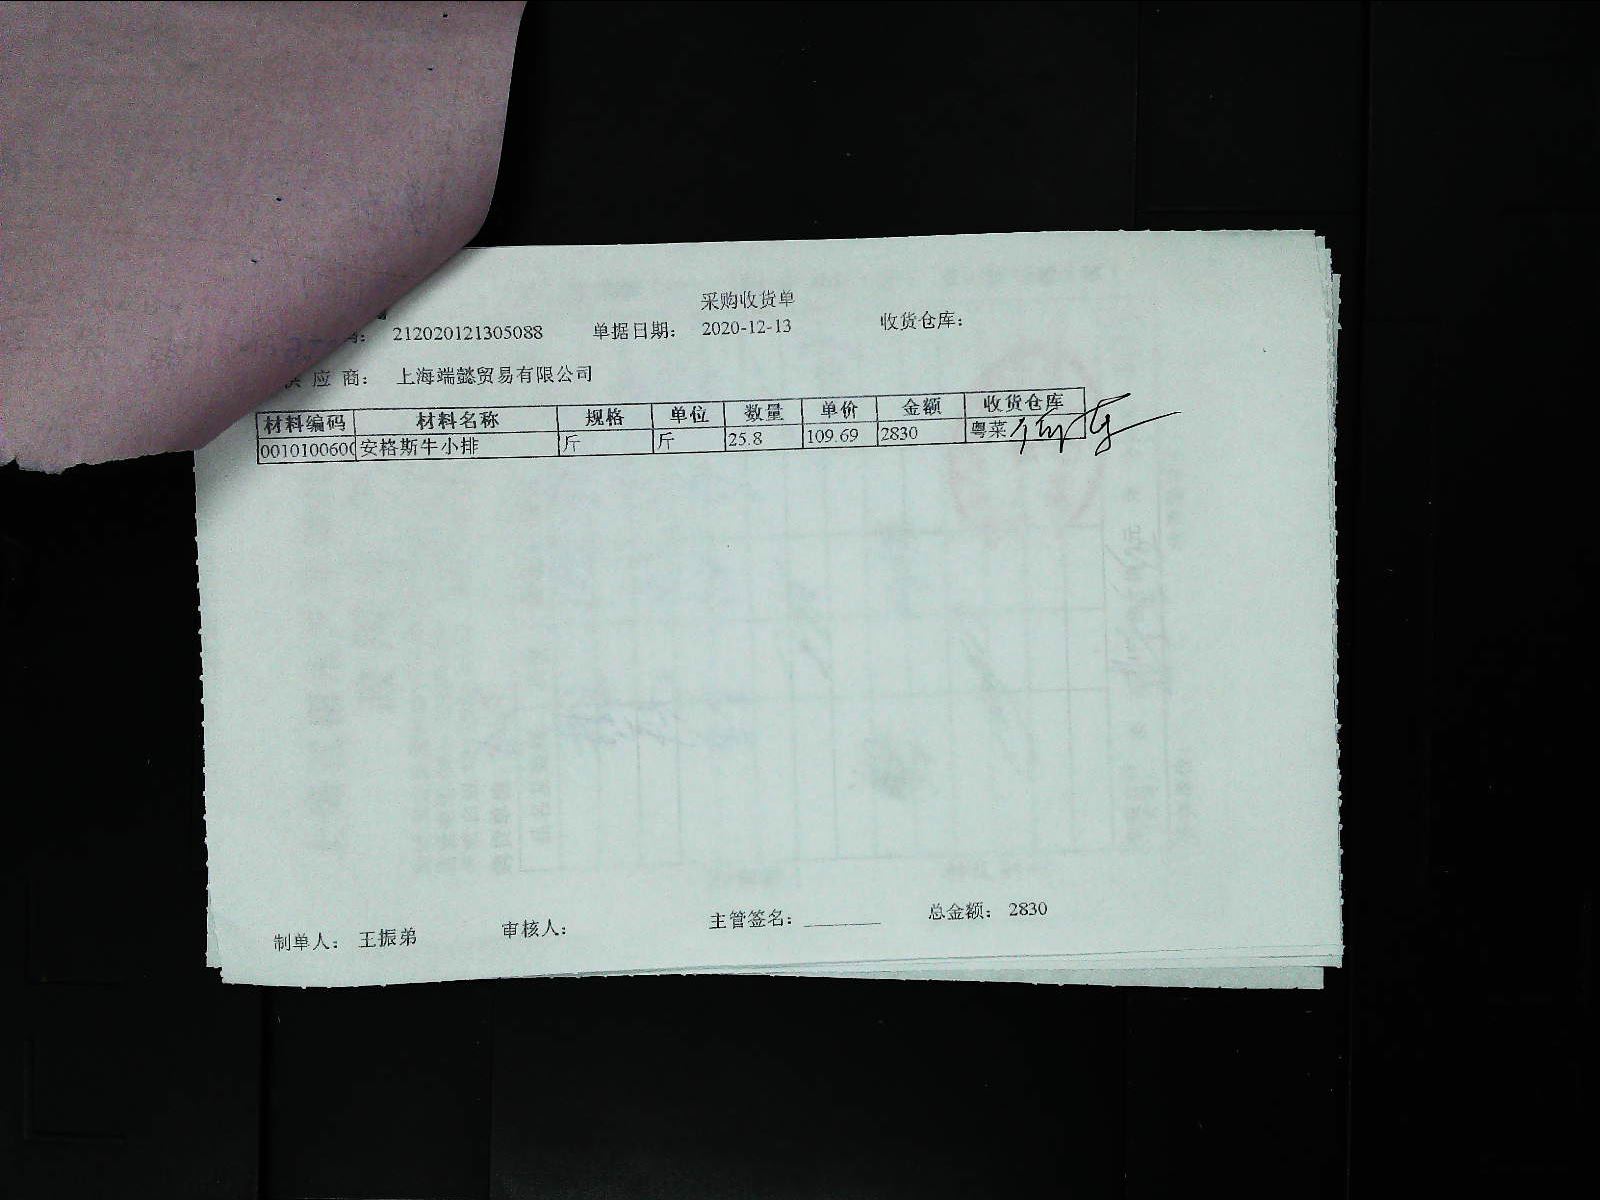 采购收货单
码： 212020121305088 单据日期： 2020-12-13 收货仓库：
供 应 商： 上海端懿贸易有限公司
材料编码 材料名称 规格 单位 数量 单价 金额 收货仓库
0010100600 安格斯牛小排 斤 斤 25.8 109.69 2830 粤菜
制单人： 王振弟 审核人： 主管签名： 总金额： 2830